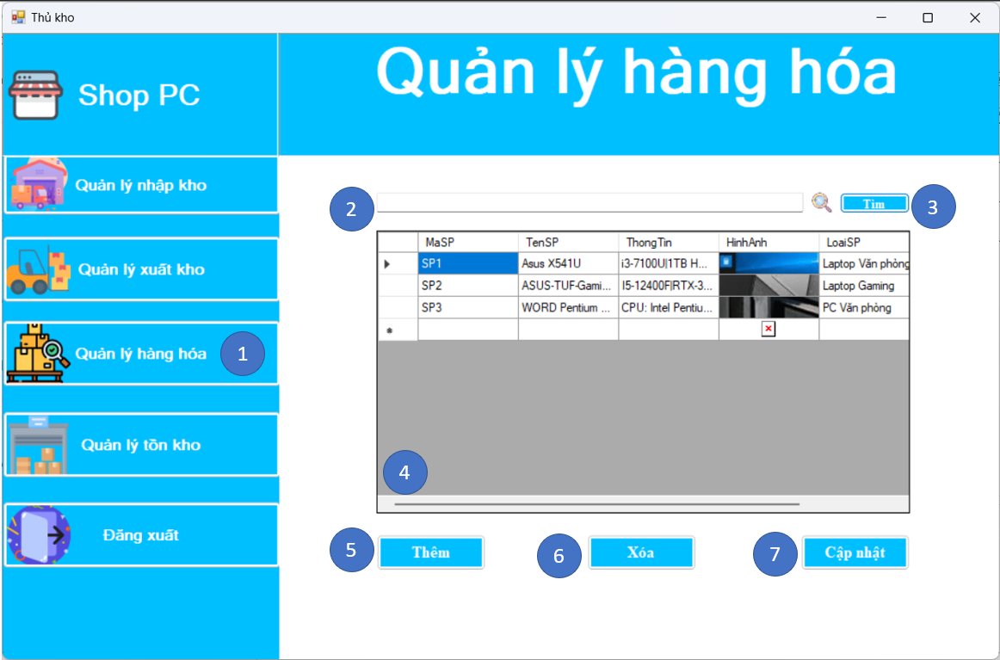 Thủ kho
Shop PC
Quản lý hàng hóa
Quản lý nhập kho
Quản lý xuất kho
Quản lý hàng hóa 1
Quản lý tồn kho
Đăng xuất
2 Tìm 3
MaSP TenSP ThongTin HinhAnh LoaiSP
SP1 Asus X541U i3-7100U|1TB H... Laptop Văn phòng
SP2 ASUS-TUF-Gami... I5-12400F|RTX-3... Laptop Gaming
SP3 WORD Pentium ... CPU: Intel Pentiu... PC Văn phòng
4
5 Thêm 6 Xóa 7 Cập nhật